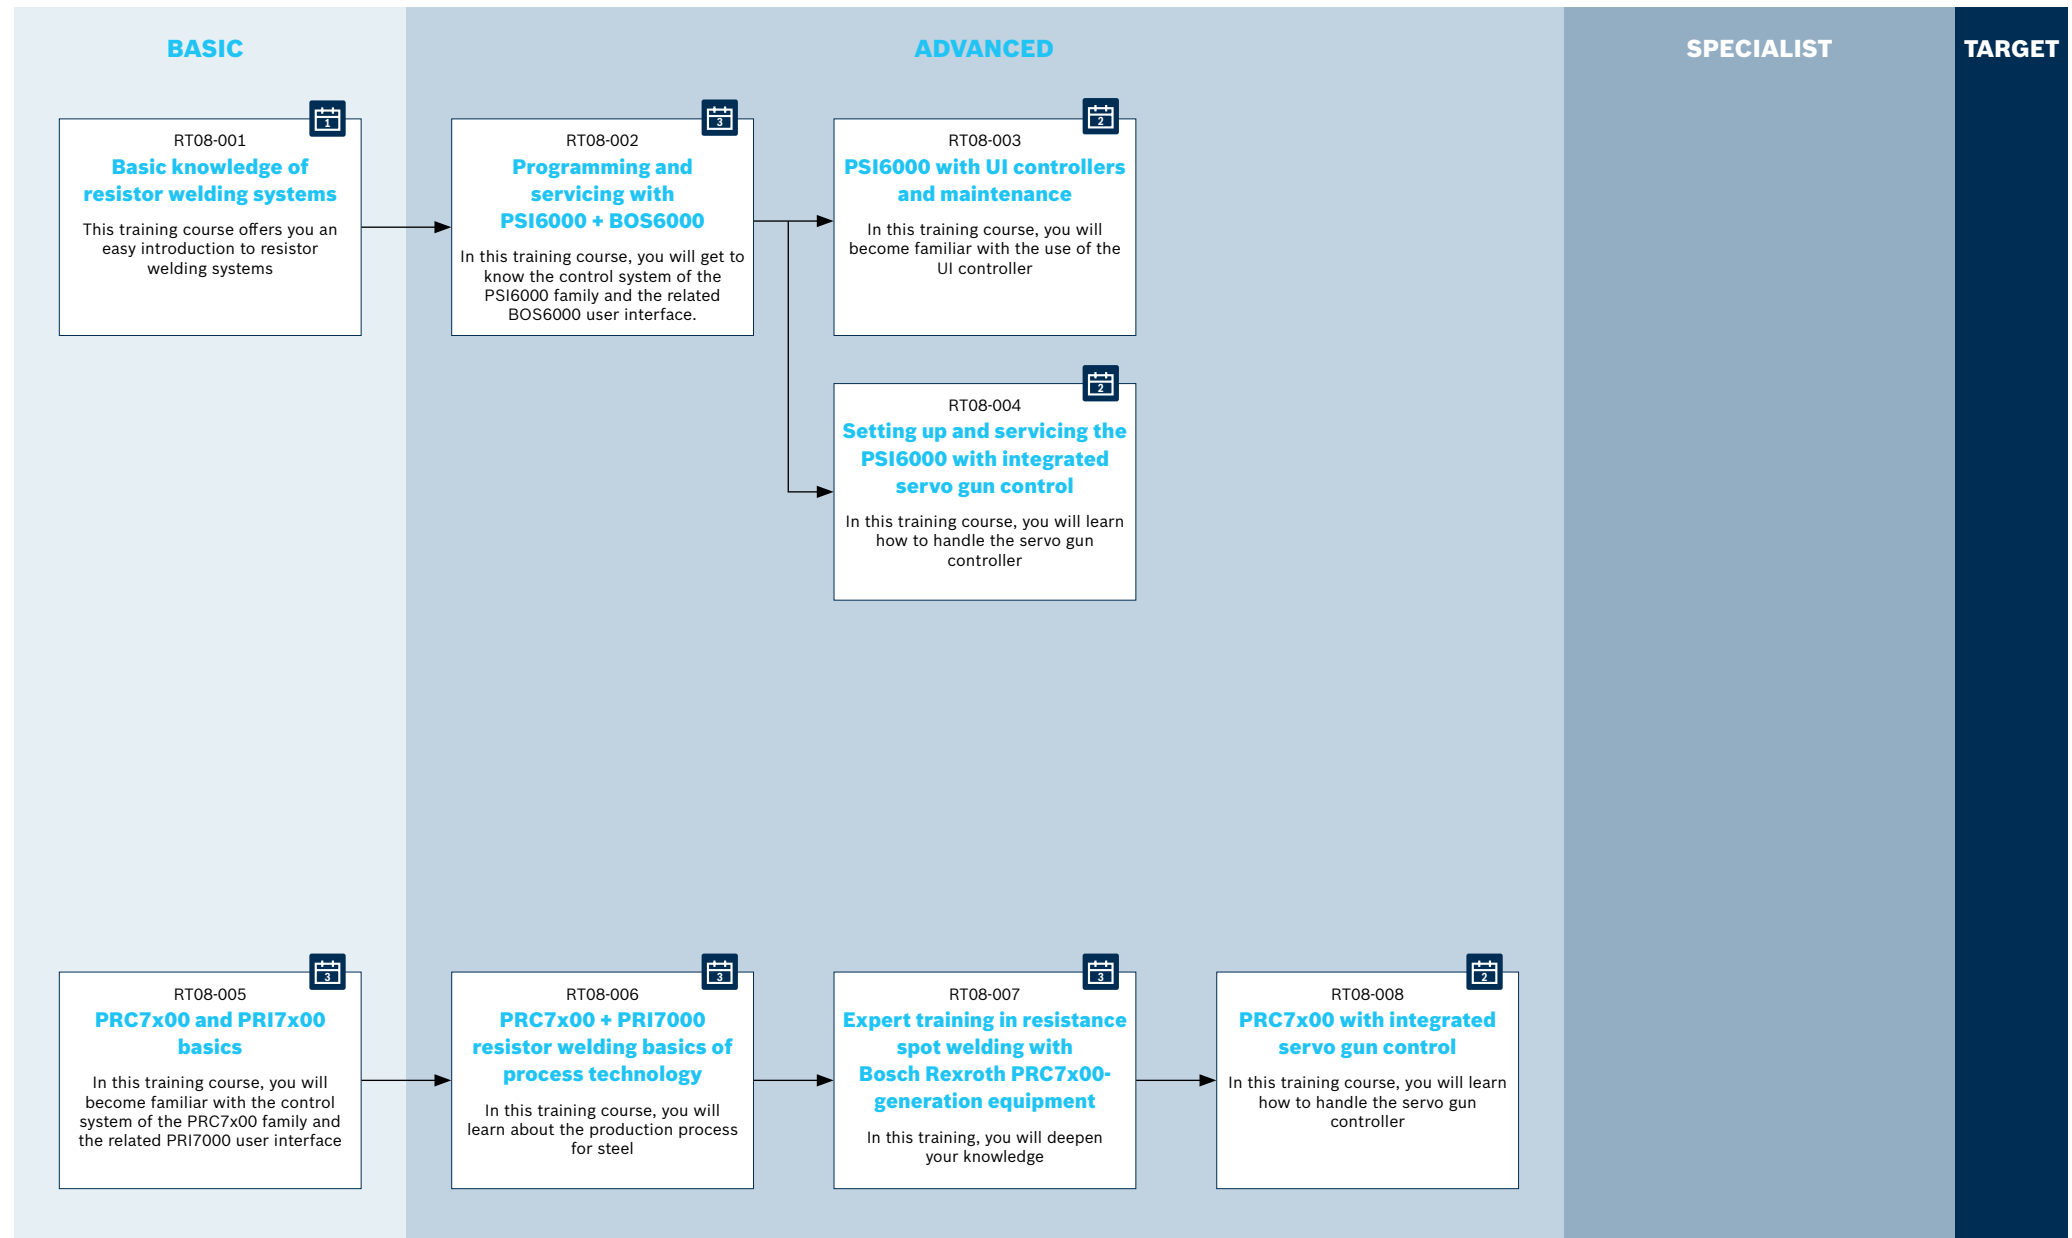 BASIC
ADVANCED
SPECIALIST
TARGET
1
RT08-001
Basic knowledge of
resistor welding systems
This training course offers you an
easy introduction to resistor
welding systems
3
RT08-002
Programming and
servicing with
PSI6000 + BOS6000
In this training course, you will get to
know the control system of the
PSI6000 family and the related
BOS6000 user interface.
2
RT08-003
PSI6000 with UI controllers
and maintenance
In this training course, you will
become familiar with the use of the
UI controller
2
RT08-004
Setting up and servicing the
PSI6000 with integrated
servo gun control
In this training course, you will learn
how to handle the servo gun
controller
3
RT08-005
PRC7x00 and PRI7x00
basics
In this training course, you will
become familiar with the control
system of the PRC7x00 family and
the related PRI7000 user interface
3
RT08-006
PRC7x00 + PRI7000
resistor welding basics of
process technology
In this training course, you will
learn about the production process
for steel
3
RT08-007
Expert training in resistance
spot welding with
Bosch Rexroth PRC7x00-
generation equipment
In this training, you will deepen
your knowledge
2
RT08-008
PRC7x00 with integrated
servo gun control
In this training course, you will learn
how to handle the servo gun
controller